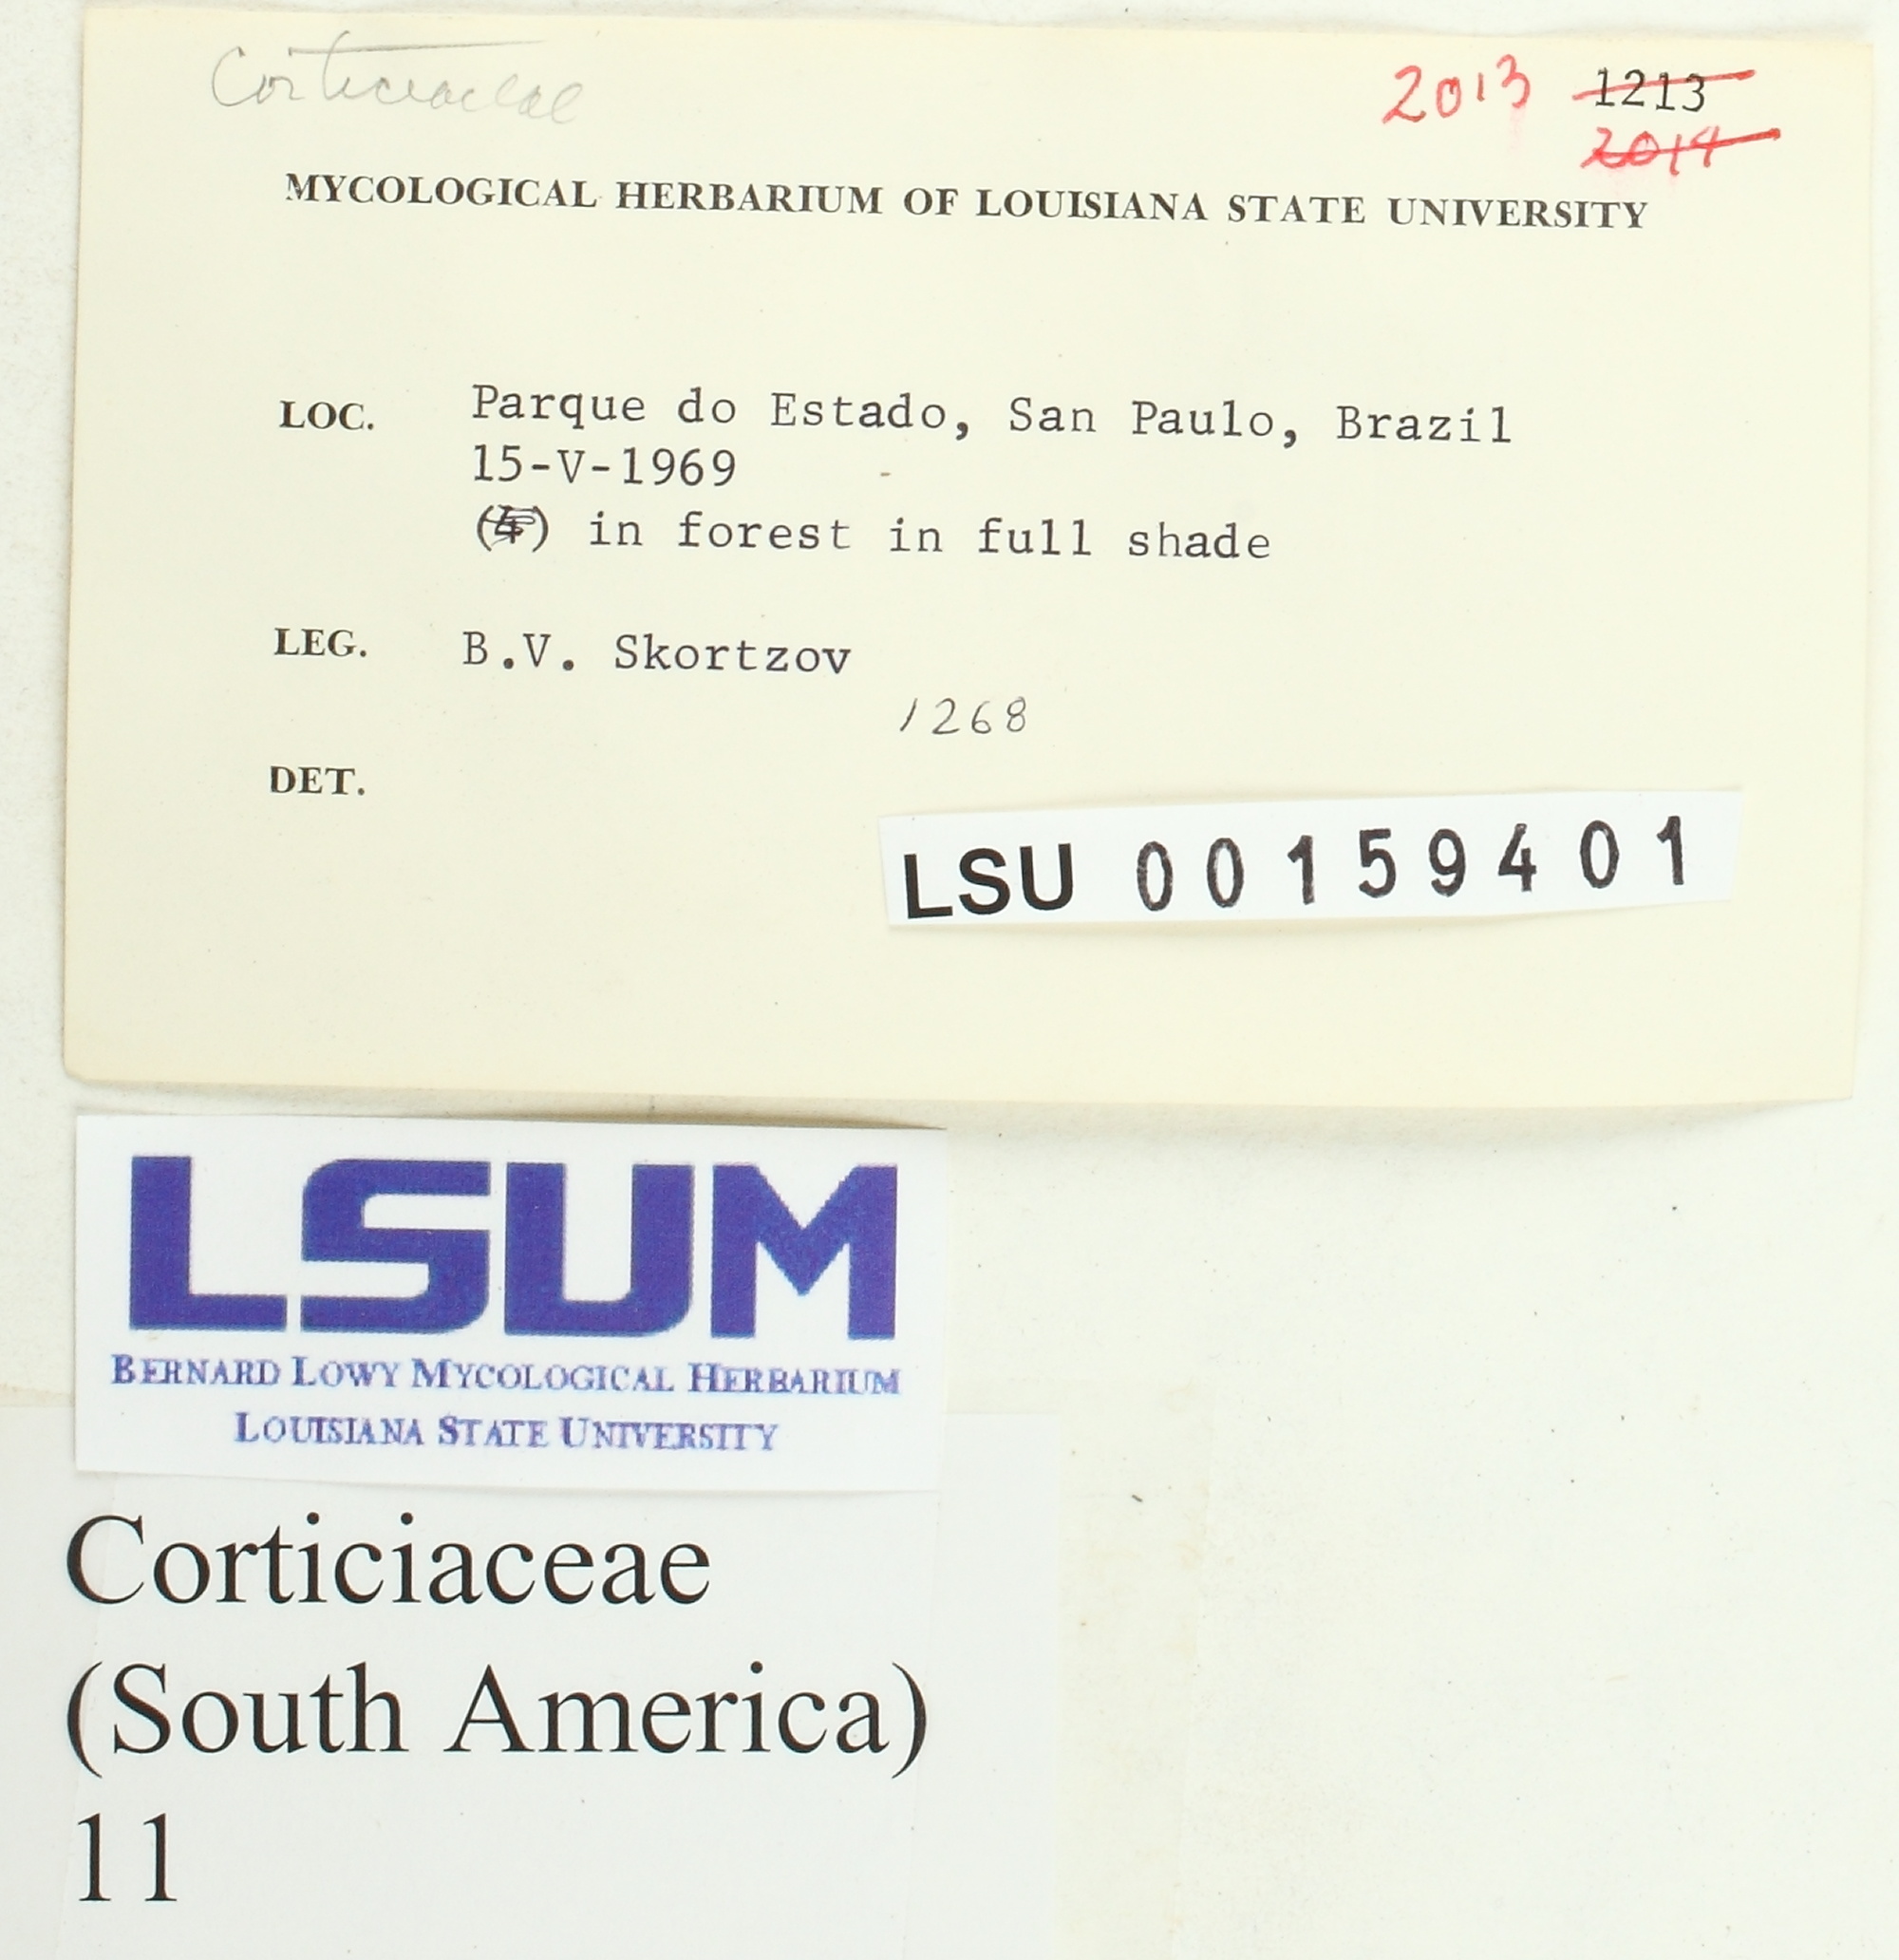 Corticiaceae
2013 1213
2014
MYCOLOGICAL HERBARIUM OF LOUISIANA STATE UNIVERSITY
LOC. Parque do Estado, San Paulo, Brazil
15-V-1969
() in forest in full shade
LEG. B.V. Skortzov
1268
DET.
LSU 00159401
LSUM
BERNARD LOWY MYCOLOGICAL HERBARIUM
LOUISIANA STATE UNIVERSITY
Corticiaceae
(South America)
11